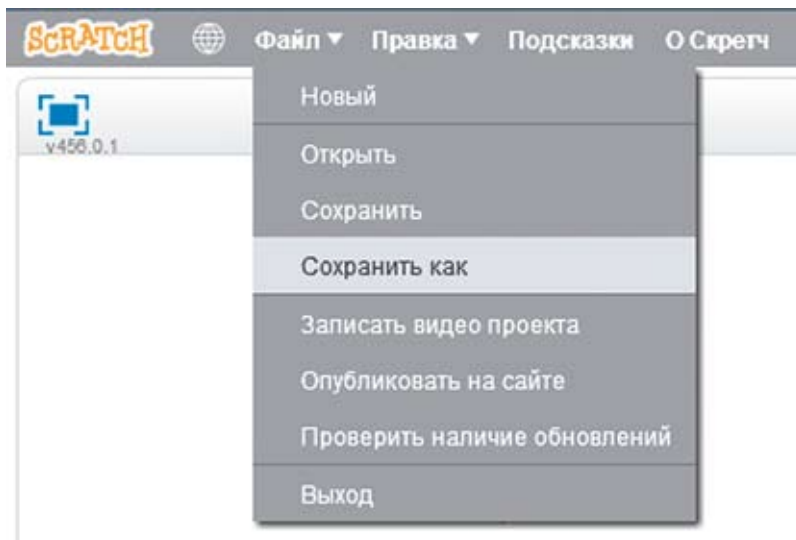 SCRATCH Файл Правка Подсказки О Скретч
v456.0.1
Новый
Открыть
Сохранить
Сохранить как
Записать видео проекта
Опубликовать на сайте
Проверить наличие обновлений
Выход